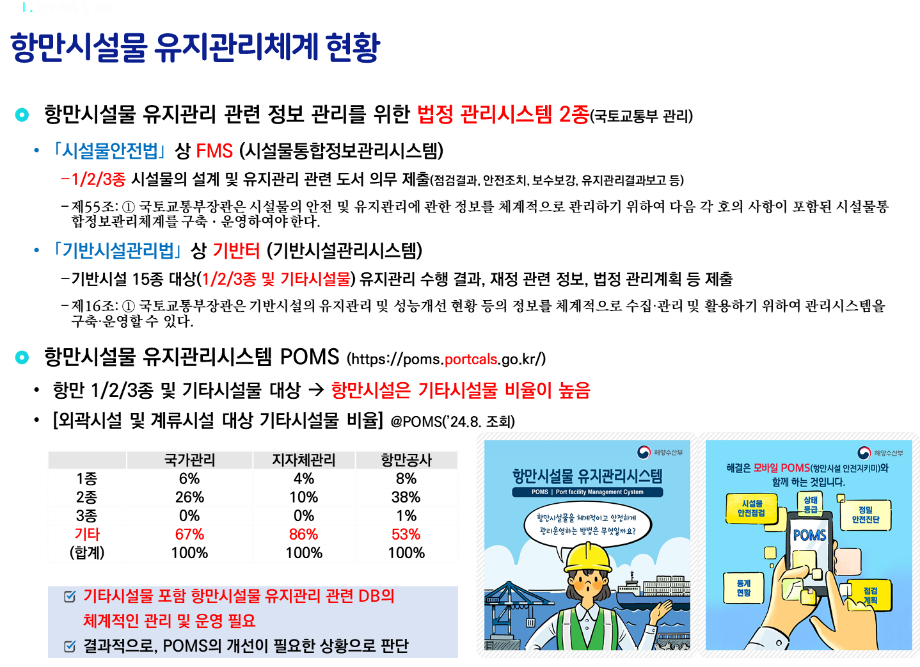 항만시설물 유지관리체계 현황
항만시설물 유지관리 관련 정보 관리를 위한 법정 관리시스템 2종(국토교통부 관리)
• 「시설물안전법」상 FMS (시설물통합정보관리시스템)
–1/2/3종 시설물의 설계 및 유지관리 관련 도서 의무 제출(점검결과, 안전조치, 보수보강, 유지관리결과보고 등)
–제55조: ① 국토교통부장관은 시설물의 안전 및 유지관리에 관한 정보를 체계적으로 관리하기 위하여 다음 각 호의 사항이 포함된 시설물통
합정보관리체계를 구축ㆍ운영하여야 한다.
• 「기반시설관리법」상 기반터 (기반시설관리시스템)
–기반시설 15종 대상(1/2/3종 및 기타시설물) 유지관리 수행 결과, 재정 관련 정보, 법정 관리계획 등 제출
–제16조: ① 국토교통부장관은 기반시설의 유지관리 및 성능개선 현황 등의 정보를 체계적으로 수집·관리 및 활용하기 위하여 관리시스템을
구축·운영할 수 있다.
항만시설물 유지관리시스템 POMS (https://poms.portcals.go.kr/)
• 항만 1/2/3종 및 기타시설물 대상 → 항만시설은 기타시설물 비율이 높음
• [외곽시설 및 계류시설 대상 기타시설물 비율] @POMS('24.8. 조회)
국가관리 지자체관리 항만공사
1종 6% 4% 8%
2종 26% 10% 38%
3종 0% 0% 1%
기타 67% 86% 53%
(합계) 100% 100% 100%
☑ 기타시설물 포함 항만시설물 유지관리 관련 DB의
체계적인 관리 및 운영 필요
☑ 결과적으로, POMS의 개선이 필요한 상황으로 판단
해양수산부
항만시설물 유지관리시스템
POMS | Port facility Management Cystem
항만시설물을 체계적이고 안전하게
관리운영하는 방법은 무엇일까요?
해양수산부
해결은 모바일 POMS(항만시설 안전지키미)와
함께 하는 것입니다.
시설물
안전점검
상태
등급
정밀
안전진단
POMS
통계
현황
점검
계획